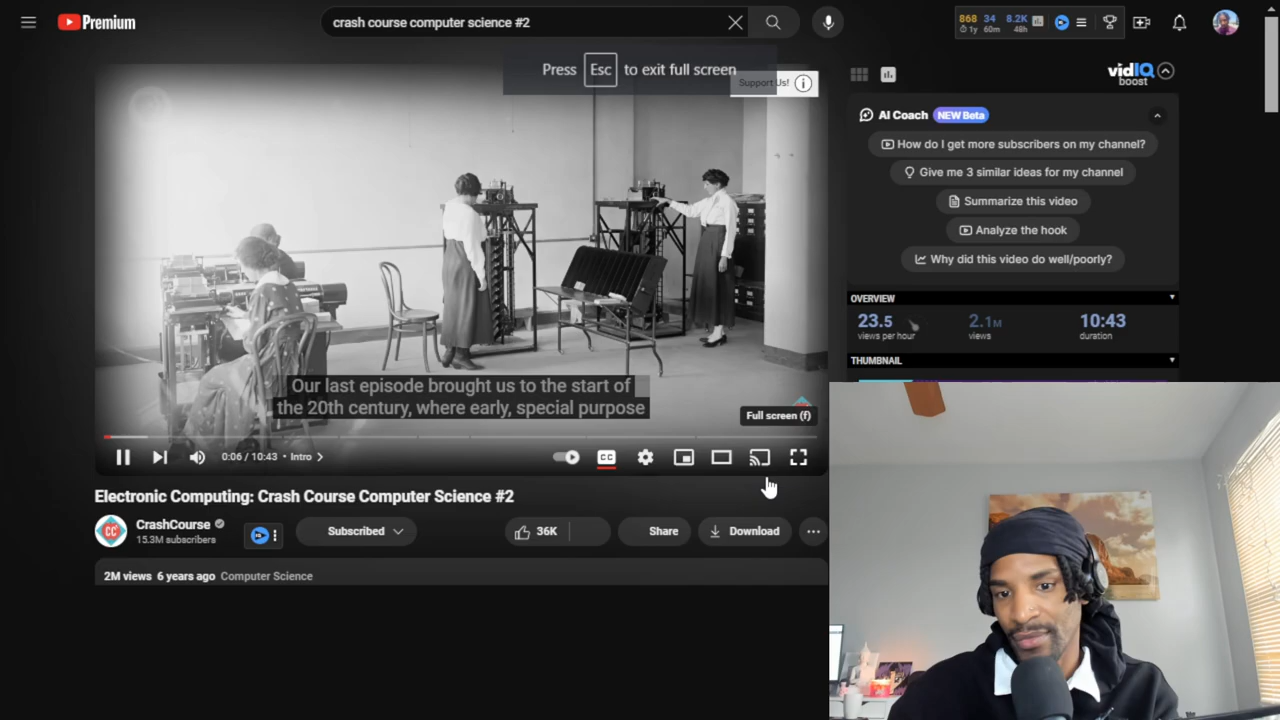 Premium
crash course computer science #2
868 34 8.2K
1y 60m 48h
Press Esc to exit full screen
Support Us!
vidIQ
boost
AI Coach NEW Beta
How do I get more subscribers on my channel?
Give me 3 similar ideas for my channel
Summarize this video
Analyze the hook
Why did this video do well/poorly?
OVERVIEW
23.5 2.1M 10:43
views per hour views duration
THUMBNAIL
Our last episode brought us to the start of
the 20th century, where early, special purpose
Full screen (f)
0:06 / 10:43 • Intro
CC
Electronic Computing: Crash Course Computer Science #2
CC
CrashCourse
15.3M subscribers
Subscribed
36K
Share
Download
2M views 6 years ago Computer Science